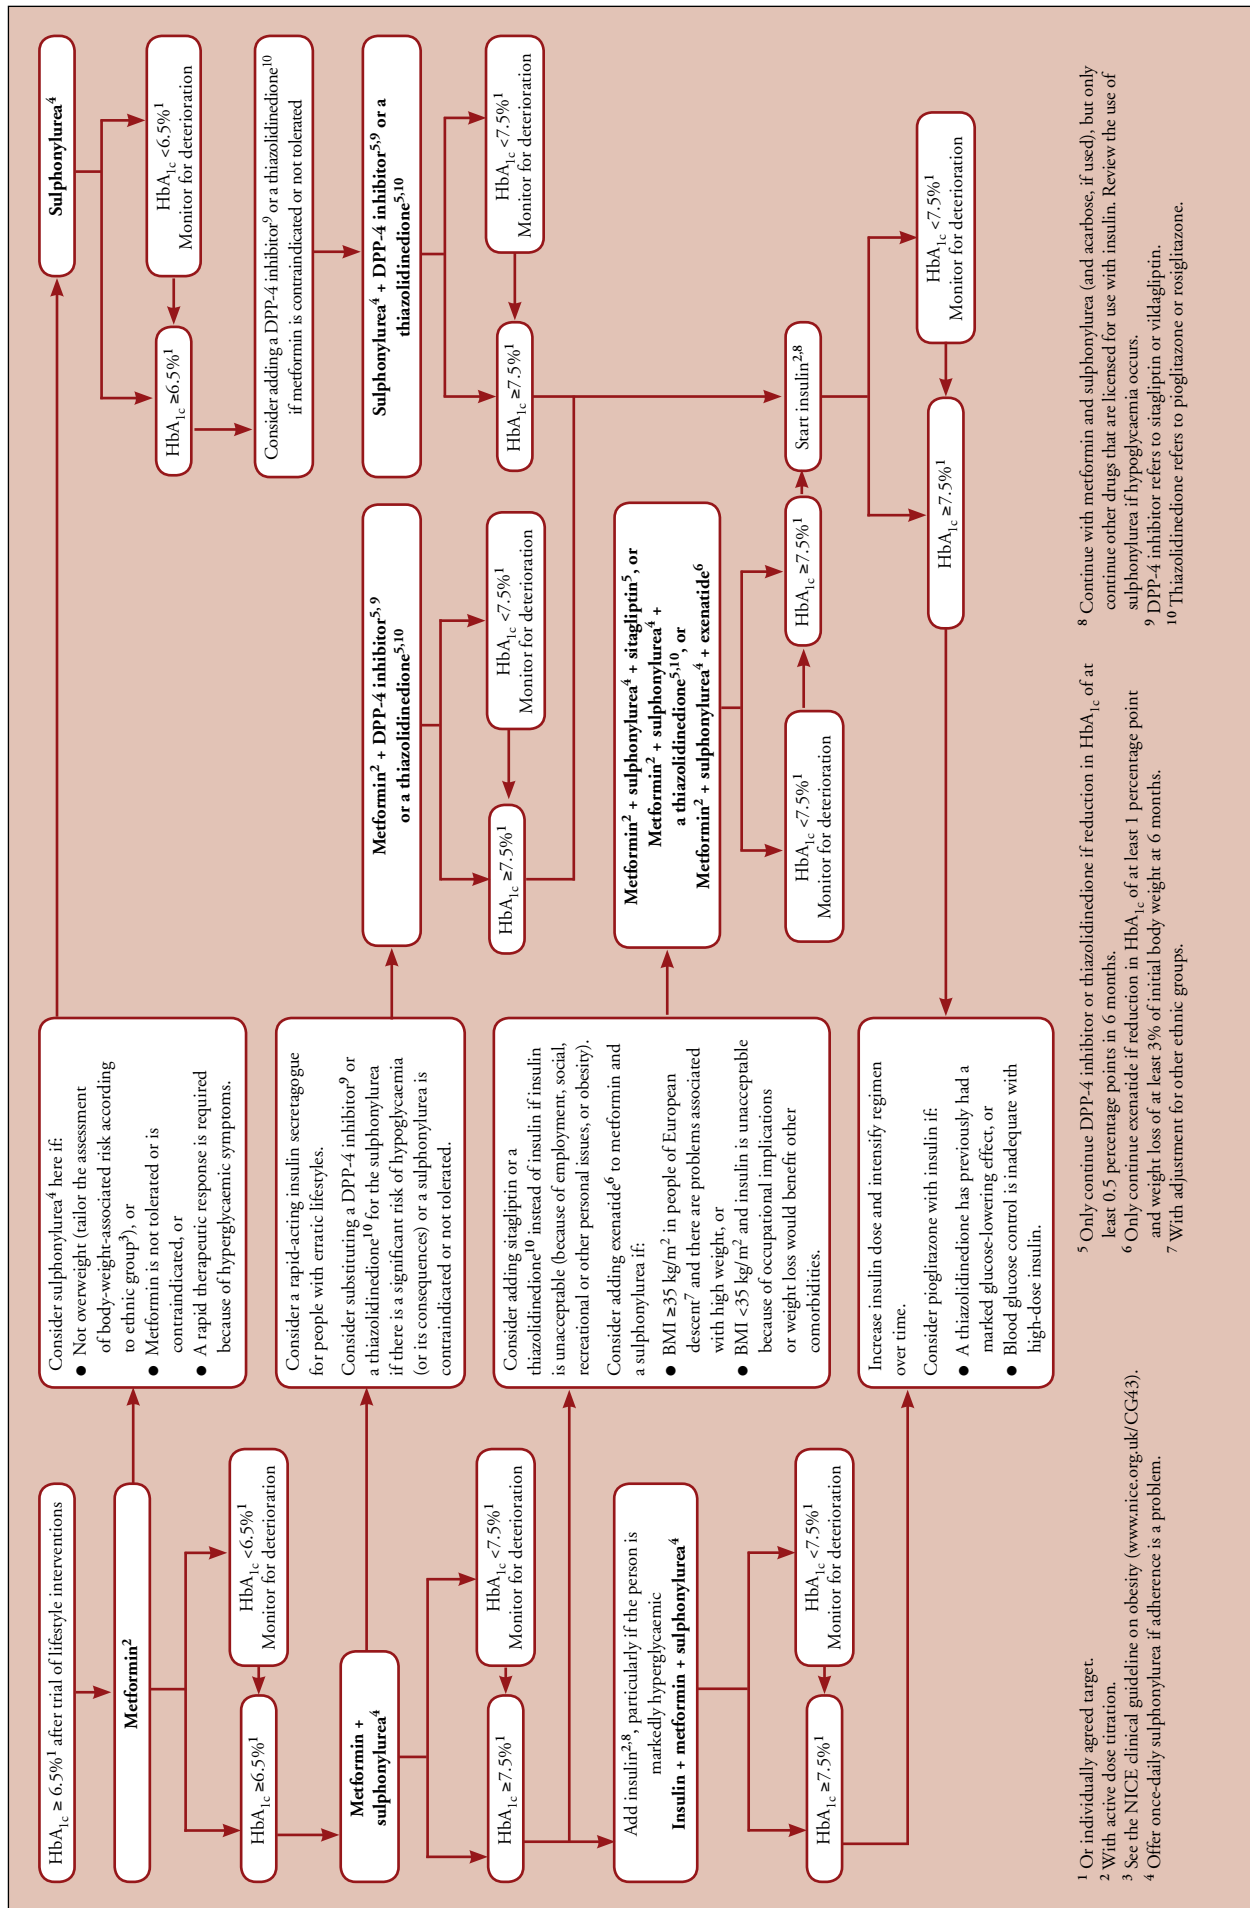 HbA1c ≥ 6.5%1 after trial of lifestyle interventions
Metformin2
HbA1c ≥6.5%1
HbA1c <6.5%1
Monitor for deterioration
Metformin +
sulphonylurea4
HbA1c ≥7.5%1
HbA1c <7.5%1
Monitor for deterioration
Add insulin2,8, particularly if the person is
markedly hyperglycaemic
Insulin + metformin + sulphonylurea4
HbA1c ≥7.5%1
HbA1c <7.5%1
Monitor for deterioration
Consider sulphonylurea4 here if:
● Not overweight (tailor the assessment
of body-weight-associated risk according
to ethnic group3), or
● Metformin is not tolerated or is
contraindicated, or
● A rapid therapeutic response is required
because of hyperglycaemic symptoms.
Consider a rapid-acting insulin secretagogue
for people with erratic lifestyles.
Consider substituting a DPP-4 inhibitor9 or
a thiazolidinedione10 for the sulphonylurea
if there is a significant risk of hypoglycaemia
(or its consequences) or a sulphonylurea is
contraindicated or not tolerated.
Consider adding sitagliptin or a
thiazolidinedione10 instead of insulin if insulin
is unacceptable (because of employment, social,
recreational or other personal issues, or obesity).
Consider adding exenatide6 to metformin and
a sulphonylurea if:
● BMI ≥35 kg/m2 in people of European
descent7 and there are problems associated
with high weight, or
● BMI <35 kg/m2 and insulin is unacceptable
because of occupational implications
or weight loss would benefit other
comorbidities.
Increase insulin dose and intensify regimen
over time.
Consider pioglitazone with insulin if:
● A thiazolidinedione has previously had a
marked glucose-lowering effect, or
● Blood glucose control is inadequate with
high-dose insulin.
Sulphonylurea4
HbA1c ≥6.5%1
HbA1c <6.5%1
Monitor for deterioration
Consider adding a DPP-4 inhibitor9 or a thiazolidinedione10
if metformin is contraindicated or not tolerated
Metformin2 + DPP-4 inhibitor5, 9
or a thiazolidinedione5,10
HbA1c ≥7.5%1
HbA1c <7.5%1
Monitor for deterioration
Sulphonylurea4 + DPP-4 inhibitor5,9 or a
thiazolidinedione5,10
HbA1c ≥7.5%1
HbA1c <7.5%1
Monitor for deterioration
Metformin2 + sulphonylurea4 + sitagliptin5, or
Metformin2 + sulphonylurea4 +
a thiazolidinedione5,10, or
Metformin2 + sulphonylurea4 + exenatide6
HbA1c <7.5%1
Monitor for deterioration
HbA1c ≥7.5%1
Start insulin2,8
HbA1c ≥7.5%1
HbA1c <7.5%1
Monitor for deterioration
1 Or individually agreed target.
2 With active dose titration.
3 See the NICE clinical guideline on obesity (www.nice.org.uk/CG43).
4 Offer once-daily sulphonylurea if adherence is a problem.
5 Only continue DPP-4 inhibitor or thiazolidinedione if reduction in HbA1c of at
least 0.5 percentage points in 6 months.
6 Only continue exenatide if reduction in HbA1c of at least 1 percentage point
and weight loss of at least 3% of initial body weight at 6 months.
7 With adjustment for other ethnic groups.
8 Continue with metformin and sulphonylurea (and acarbose, if used), but only
continue other drugs that are licensed for use with insulin. Review the use of
sulphonylurea if hypoglycaemia occurs.
9 DPP-4 inhibitor refers to sitagliptin or vildagliptin.
10 Thiazolidinedione refers to pioglitazone or rosiglitazone.